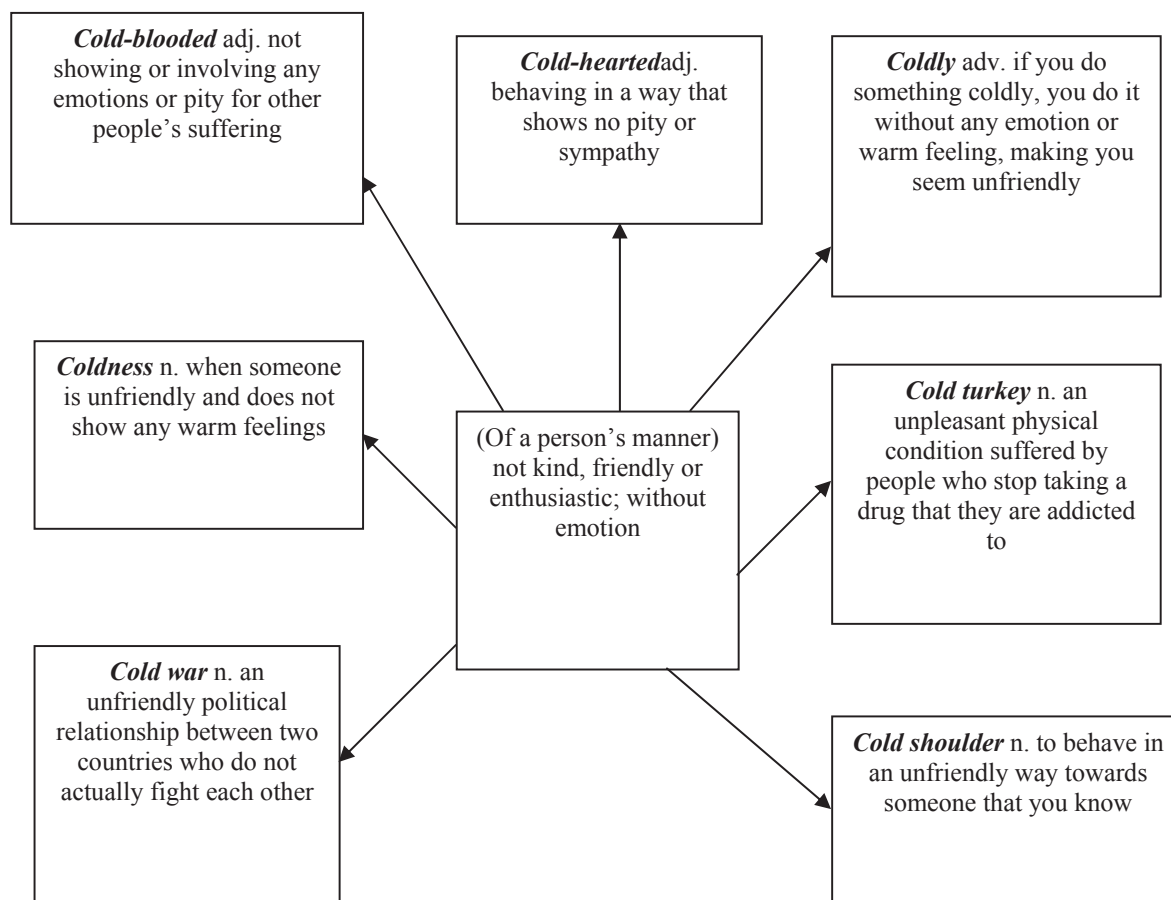 Cold-blooded adj. not
showing or involving any
emotions or pity for other
people's suffering
Cold-heartedadj.
behaving in a way that
shows no pity or
sympathy
Coldly adv. if you do
something coldly, you do it
without any emotion or
warm feeling, making you
seem unfriendly
Coldness n. when someone
is unfriendly and does not
show any warm feelings
(Of a person's manner)
not kind, friendly or
enthusiastic; without
emotion
Cold turkey n. an
unpleasant physical
condition suffered by
people who stop taking a
drug that they are addicted
to
Cold war n. an
unfriendly political
relationship between two
countries who do not
actually fight each other
Cold shoulder n. to behave in
an unfriendly way towards
someone that you know